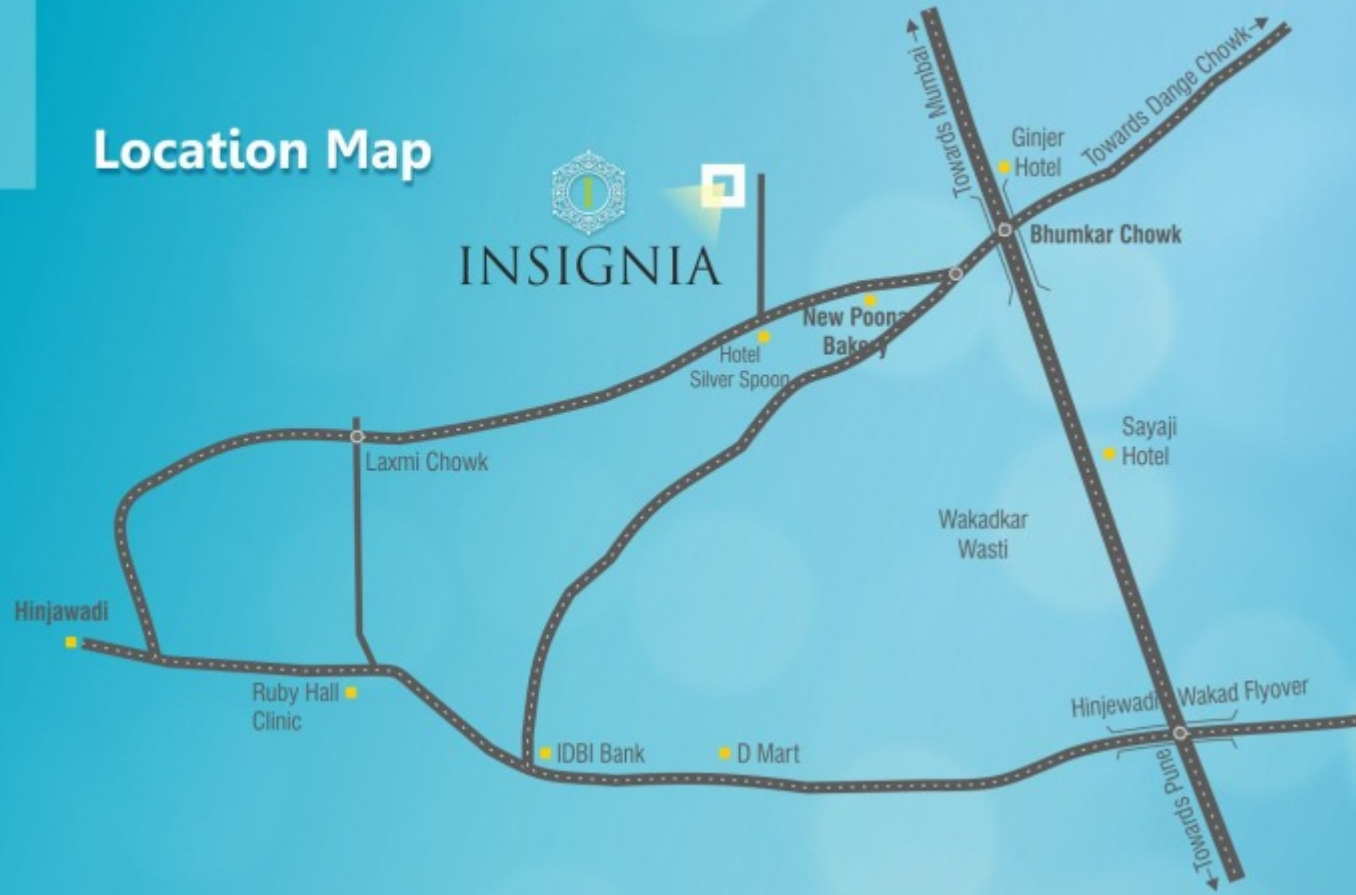 Location Map
INSIGNIA
Towards Mumbai
Towards Dange Chowk
Ginjer
Hotel
Bhumkar Chowk
New Poona
Bakery
Hotel
Silver Spoon
Laxmi Chowk
Sayaji
Hotel
Wakadkar
Wasti
Hinjawadi
Ruby Hall
Clinic
IDBI Bank
D Mart
Hinjewadi Wakad Flyover
Towards Pune